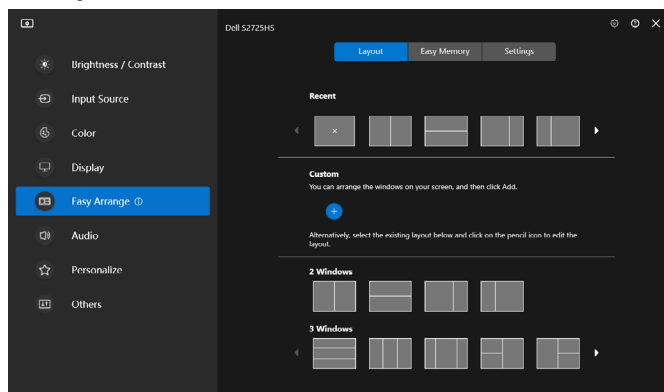 Dell S2725HS
Brightness / Contrast
Input Source
Color
Display
Easy Arrange
Audio
Personalize
Others
Layout
Easy Memory
Settings
Recent
Custom
You can arrange the windows on your screen, and then click Add.
Alternatively, select the existing layout below and click on the pencil icon to edit the
layout.
2 Windows
3 Windows